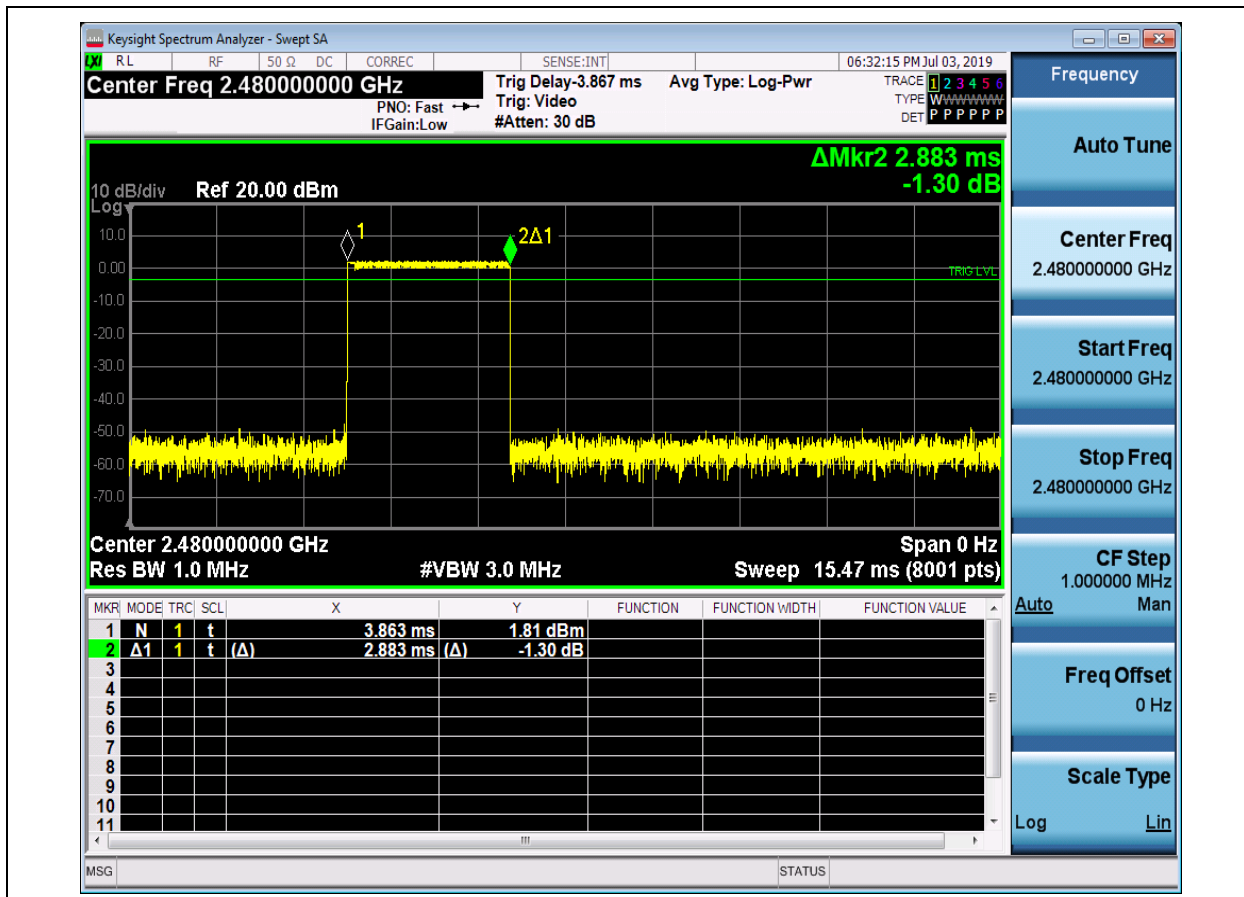 Keysight Spectrum Analyzer - Swept SA
LXI RL RF 50 Ω DC CORREC SENSE:INT 06:32:15 PM Jul 03, 2019
Center Freq 2.480000000 GHz
PNO: Fast
IFGain:Low
Trig Delay-3.867 ms
Trig: Video
#Atten: 30 dB
Avg Type: Log-Pwr
TRACE 1 2 3 4 5 6
TYPE WWWWWW
DET P P P P P P
ΔMkr2 2.883 ms
-1.30 dB
10 dB/div Ref 20.00 dBm
Log
10.0
0.00
-10.0
-20.0
-30.0
-40.0
-50.0
-60.0
-70.0
1
2Δ1
TRIG LVL
Center 2.480000000 GHz Span 0 Hz
Res BW 1.0 MHz #VBW 3.0 MHz Sweep 15.47 ms (8001 pts)
MKR MODE TRC SCL X Y FUNCTION FUNCTION WIDTH FUNCTION VALUE
1 N 1 t 3.863 ms 1.81 dBm
2 Δ1 1 t (Δ) 2.883 ms (Δ) -1.30 dB
3
4
5
6
7
8
9
10
11
MSG STATUS
Frequency
Auto Tune
Center Freq
2.480000000 GHz
Start Freq
2.480000000 GHz
Stop Freq
2.480000000 GHz
CF Step
1.000000 MHz
Auto Man
Freq Offset
0 Hz
Scale Type
Log Lin